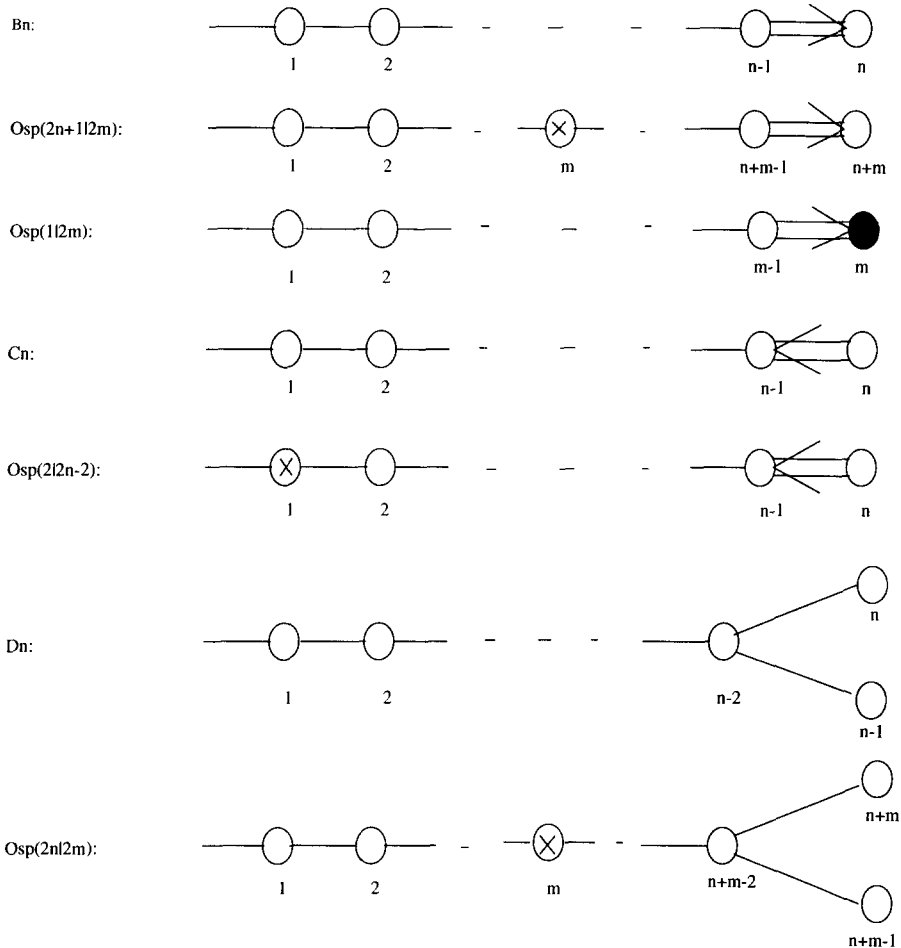 Bn:
1 2 n-1 n
Osp(2n+1|2m):
1 2 m n+m-1 n+m
Osp(1|2m):
1 2 m-1 m
Cn:
1 2 n-1 n
Osp(2|2n-2):
1 2 n-1 n
n
Dn:
1 2 n-2
n-1
n+m
Osp(2n|2m):
1 2 m n+m-2
n+m-1